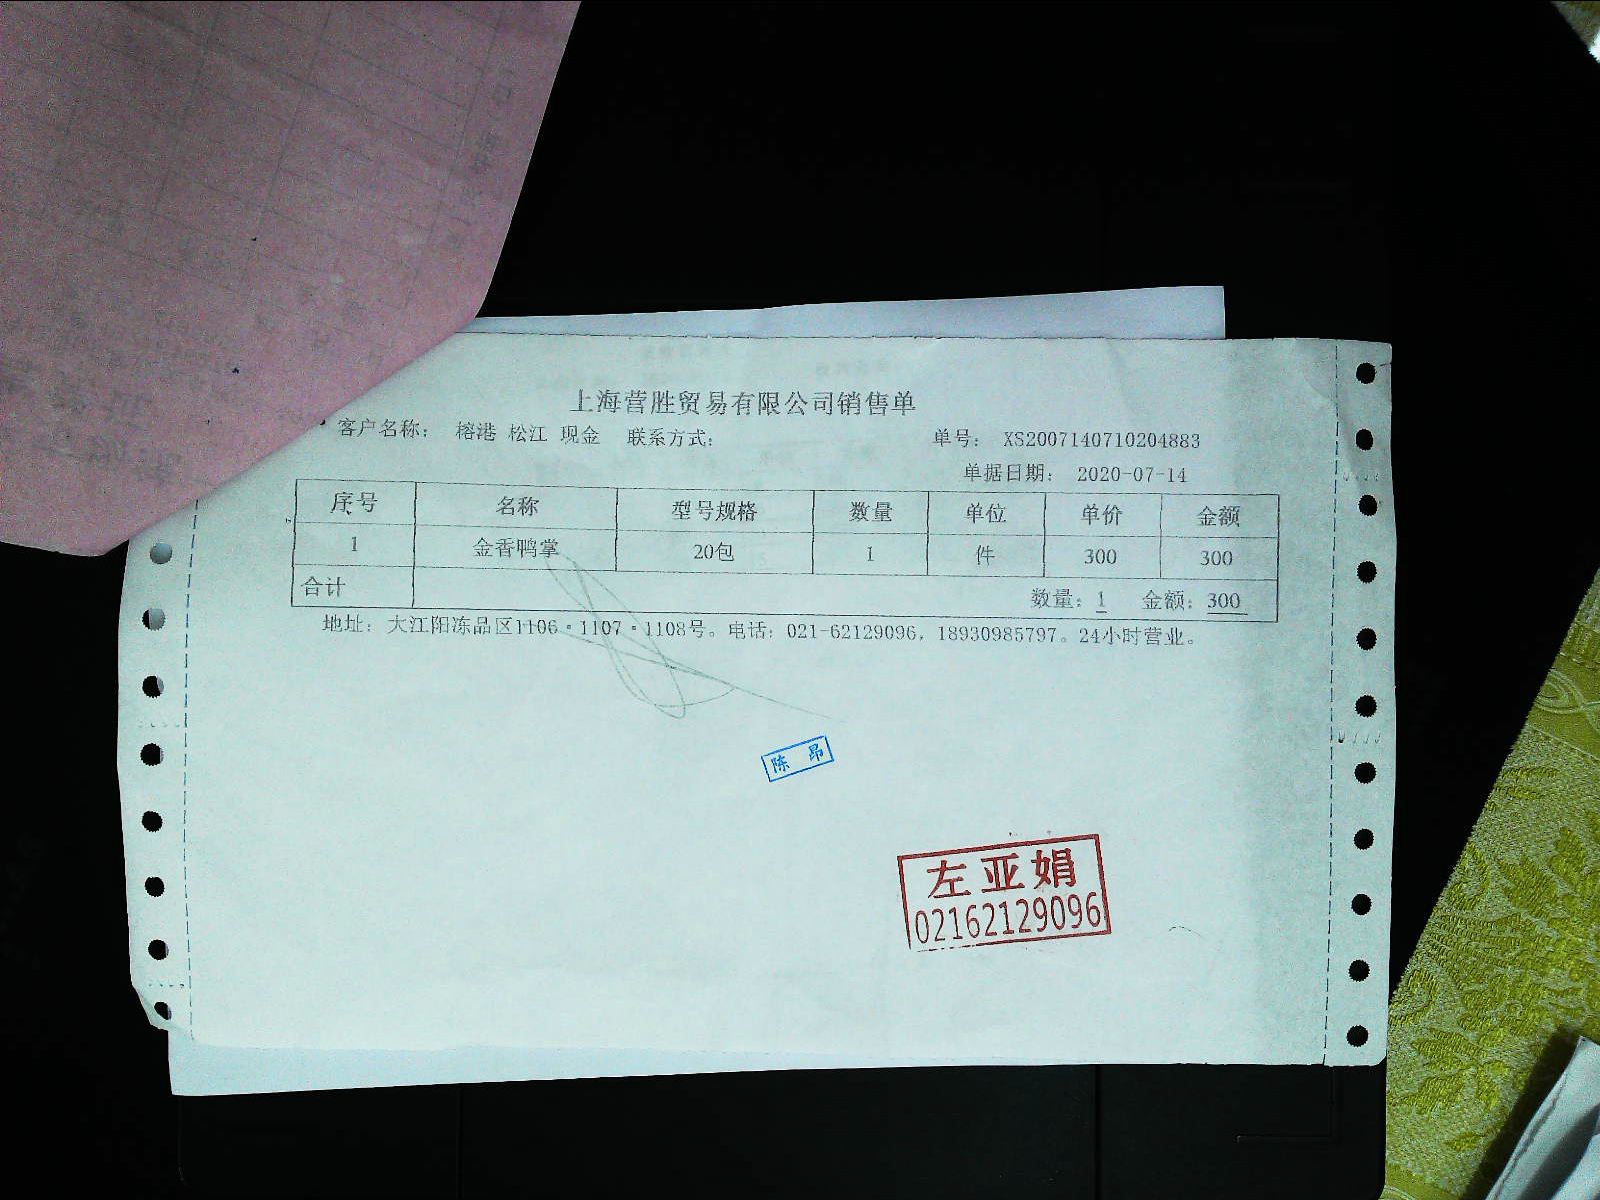 上海营胜贸易有限公司销售单
客户名称： 榕港 松江 现金 联系方式： 单号： XS2007140710204883
单据日期： 2020-07-14
序号 名称 型号规格 数量 单位 单价 金额
1 金香鸭掌 20包 1 件 300 300
合计 数量：1 金额：300
地址：大江阳冻品区1106·1107·1108号。电话：021-62129096，18930985797。24小时营业。
陈 昂
左亚娟
02162129096